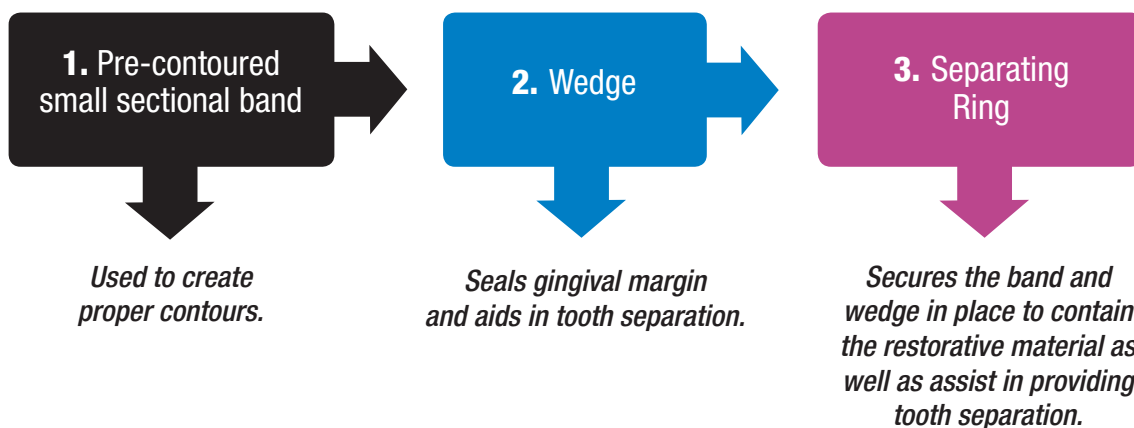 1. Pre-contoured
small sectional band
Used to create
proper contours.
2. Wedge
Seals gingival margin
and aids in tooth separation.
3. Separating
Ring
Secures the band and
wedge in place to contain
the restorative material as
well as assist in providing
tooth separation.